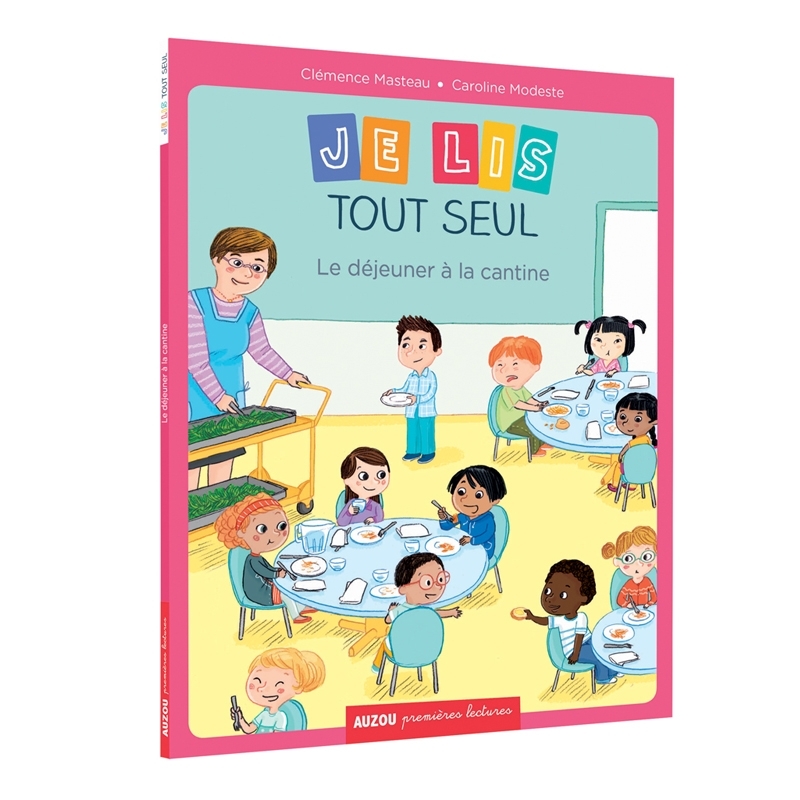 Clémence Masteau • Caroline Modeste
JE LIS
TOUT SEUL
Le déjeuner à la cantine
AUZOU premières lectures
JE LIS TOUT SEUL
Le déjeuner à la cantine
AUZOU premières lectures